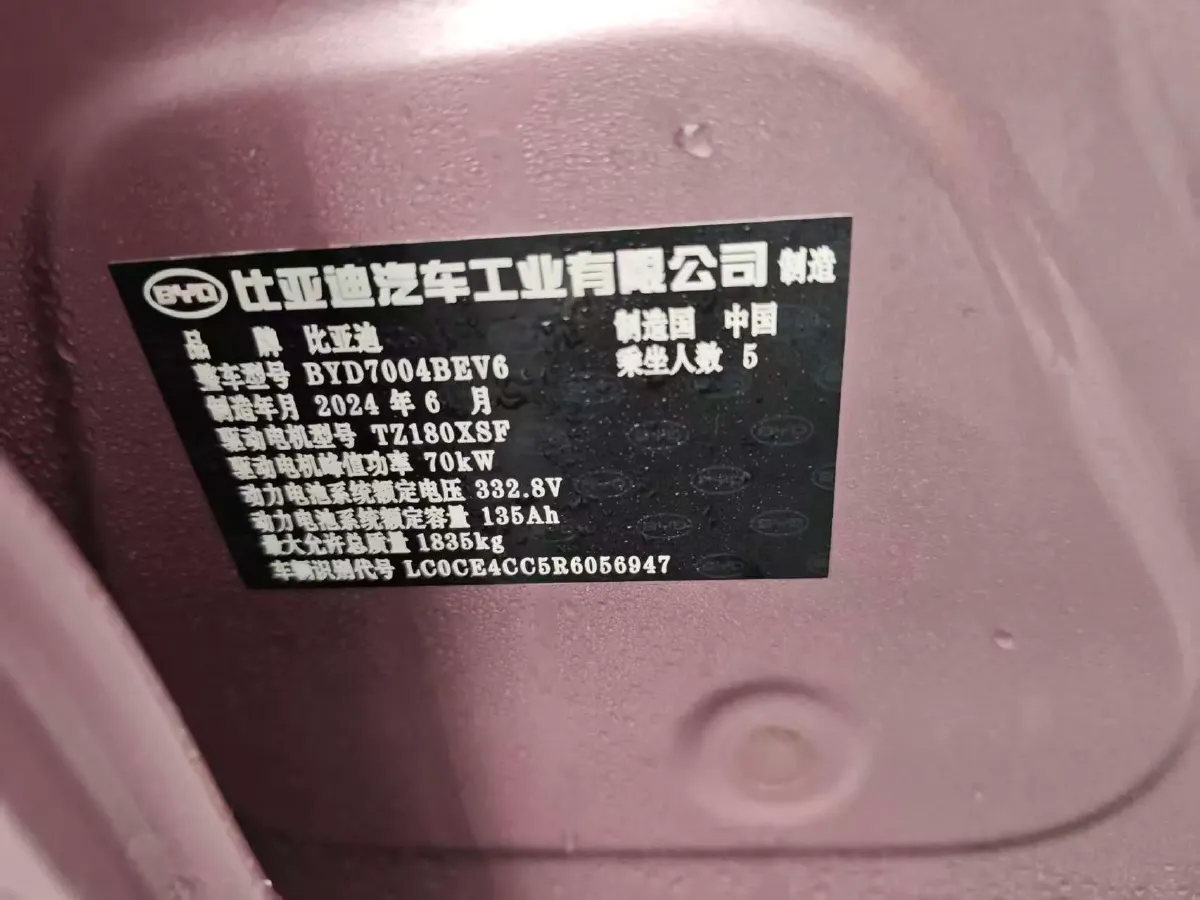 BYD 比亚迪汽车工业有限公司 制造
品 牌 比亚迪 制造国 中国
整车型号 BYD7004BEV6 乘坐人数 5
制造年月 2024 年 6 月
驱动电机型号 TZ180XSF
驱动电机峰值功率 70kW
动力电池系统额定电压 332.8V
动力电池系统额定容量 135Ah
最大允许总质量 1835kg
车辆识别代号 LC0CE4CC5R6056947